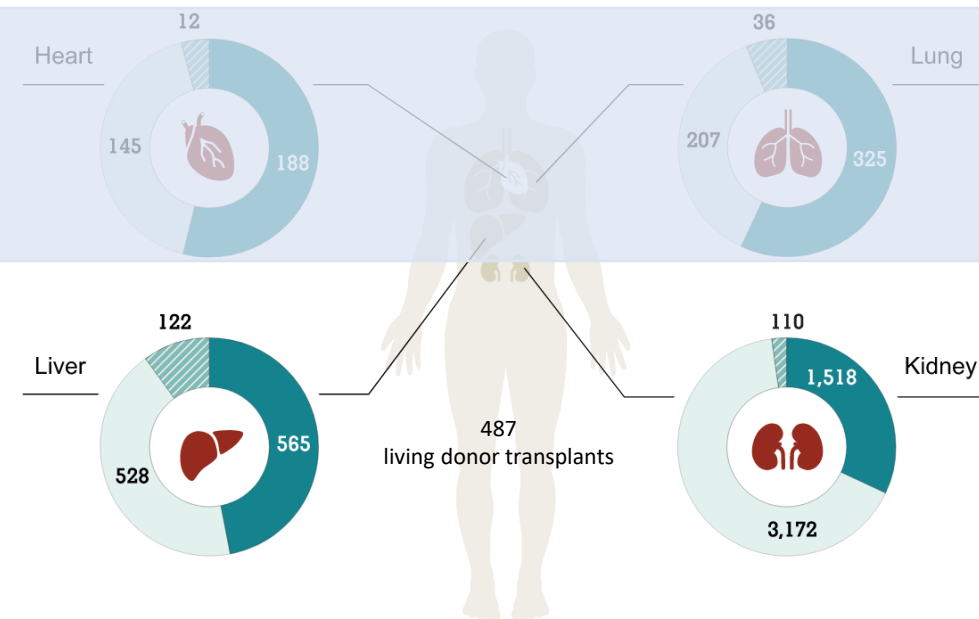 12
36
Heart
Lung
145
188
207
325
122
110
Liver
1,518
Kidney
565
487
living donor transplants
528
3,172